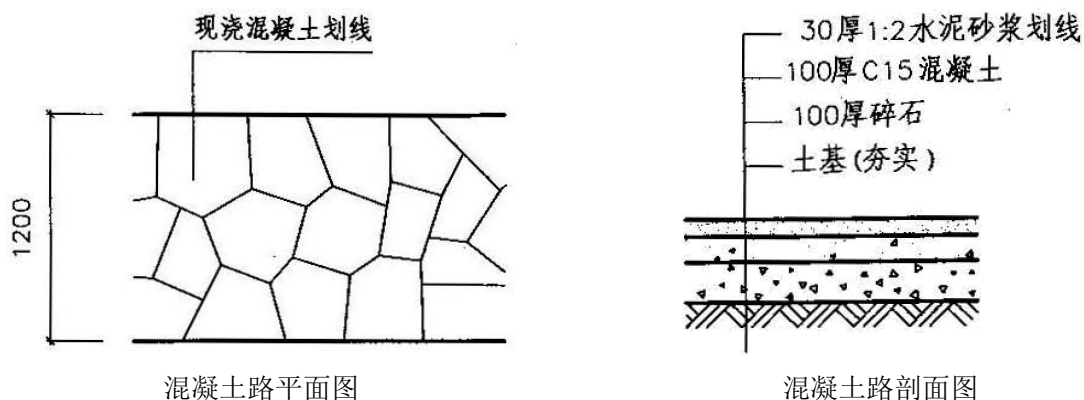 现浇混凝土划线
1200
混凝土路平面图
30厚1:2水泥砂浆划线
100厚C15混凝土
100厚碎石
土基(夯实)
混凝土路剖面图